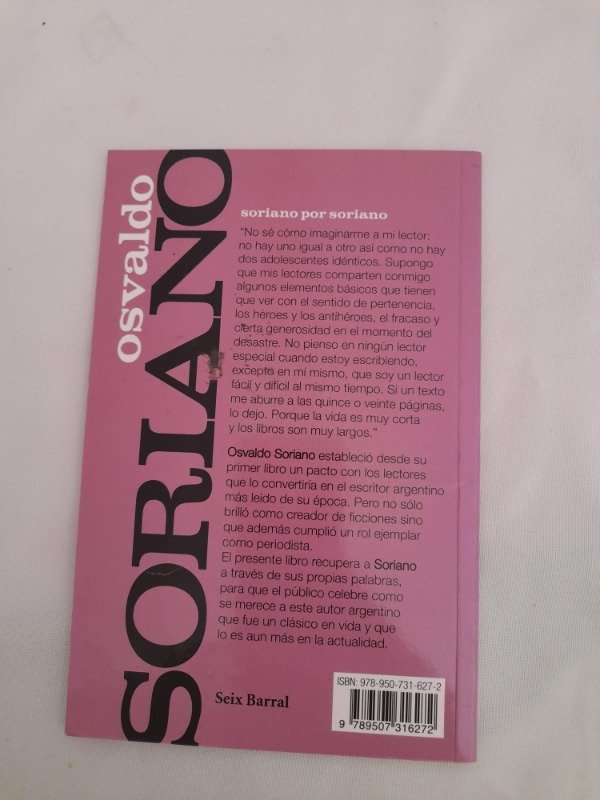 osvaldo
SORIANO
soriano por soriano
"No sé cómo imaginarme a mi lector:
no hay uno igual a otro así como no hay
dos adolescentes idénticos. Supongo
que mis lectores comparten conmigo
algunos elementos básicos que tienen
que ver con el sentido de pertenencia,
los héroes y los antihéroes, el fracaso y
cierta generosidad en el momento del
desastre. No pienso en ningún lector
especial cuando estoy escribiendo,
excepto en mí mismo, que soy un lector
fácil y difícil al mismo tiempo. Si un texto
me aburre a las quince o veinte páginas,
lo dejo. Porque la vida es muy corta
y los libros son muy largos."
Osvaldo Soriano estableció desde su
primer libro un pacto con los lectores
que lo convertiría en el escritor argentino
más leído de su época. Pero no sólo
brilló como creador de ficciones sino
que además cumplió un rol ejemplar
como periodista.
El presente libro recupera a Soriano
a través de sus propias palabras,
para que el público celebre como
se merece a este autor argentino
que fue un clásico en vida y que
lo es aun más en la actualidad.
Seix Barral
ISBN: 978-950-731-627-2
9 789507 316272